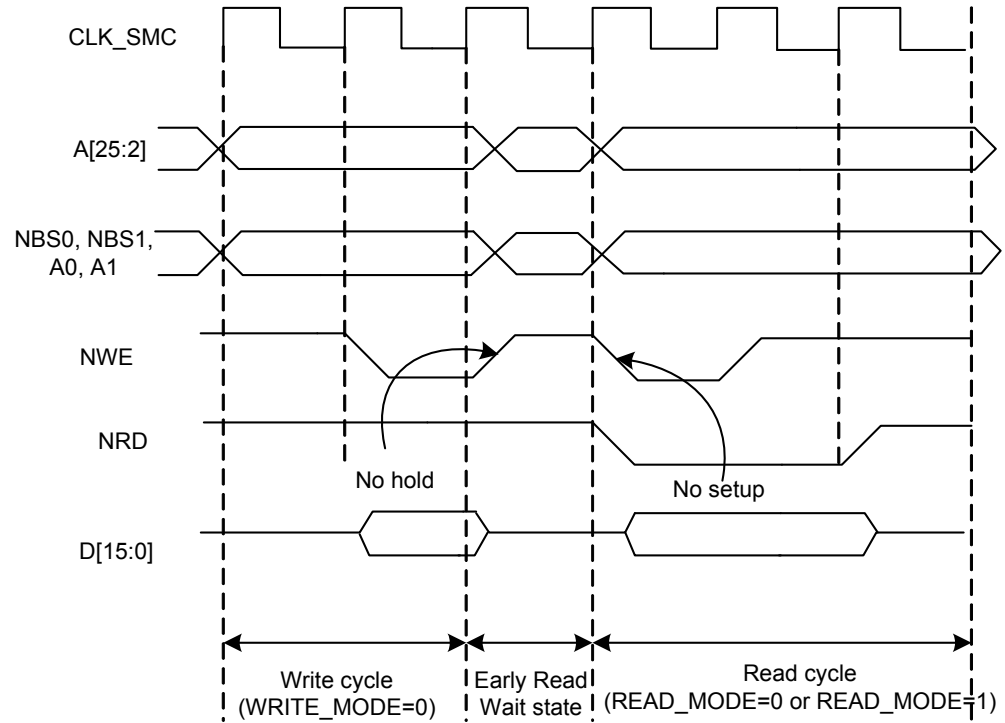 CLK_SMC
A[25:2]
NBS0, NBS1,
A0, A1
NWE
NRD
No hold
No setup
D[15:0]
Write cycle
(WRITE_MODE=0)
Early Read
Wait state
Read cycle
(READ_MODE=0 or READ_MODE=1)